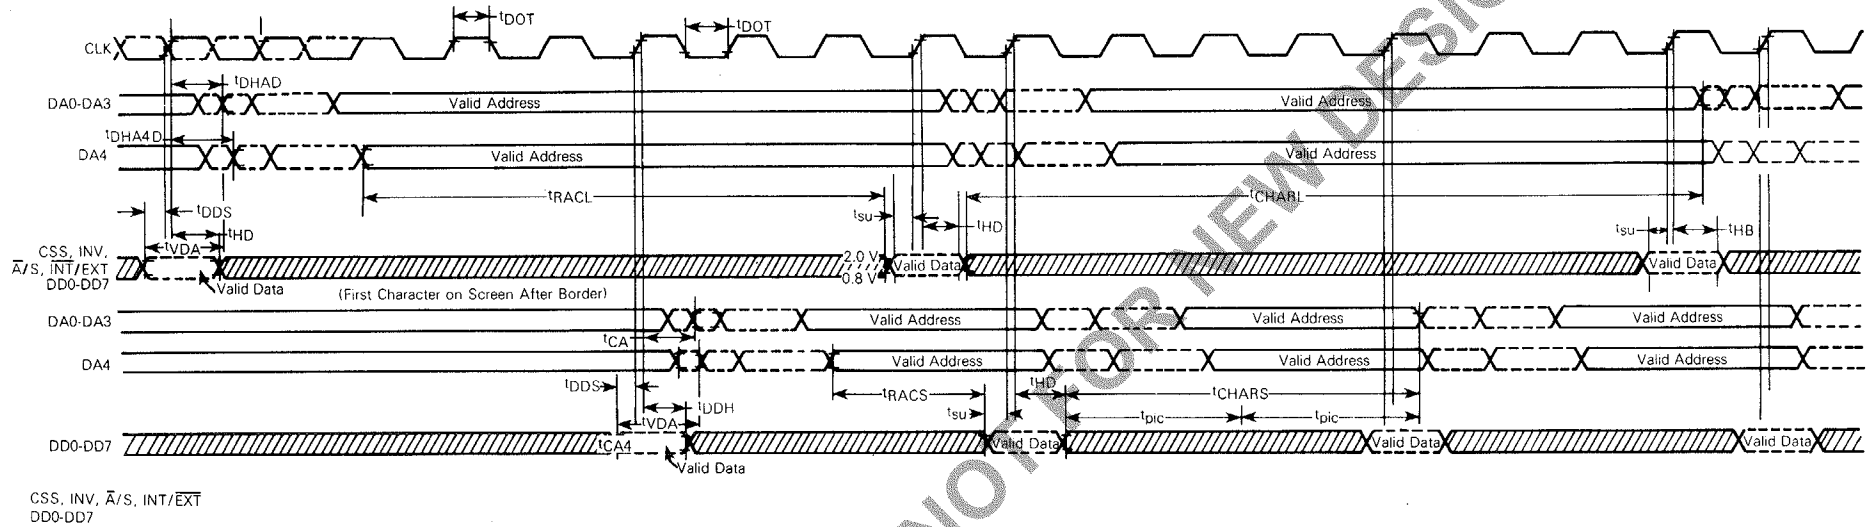 tDOT
tDOT
CLK
tDHAD
DA0-DA3
Valid Address
Valid Address
tDHA4D
DA4
Valid Address
Valid Address
tRACL
tCHARL
tDDS
tsu
tHD
tHD
tsu
tHB
tVDA
CSS, INV,
A̅/S, I̅N̅T̅/EXT
DD0-DD7
2.0 V
0.8 V
Valid Data
Valid Data
Valid Data
(First Character on Screen After Border)
DA0-DA3
Valid Address
Valid Address
Valid Address
tCA
DA4
Valid Address
Valid Address
Valid Address
tDDS
tHD
tRACS
tCHARS
tDDH
tVDA
tsu
tpic
tpic
DD0-DD7
tCA4
Valid Data
Valid Data
Valid Data
Valid Data
CSS, INV, A̅/S, INT/E̅X̅T̅
DD0-DD7
NOT FOR NEW DESIG